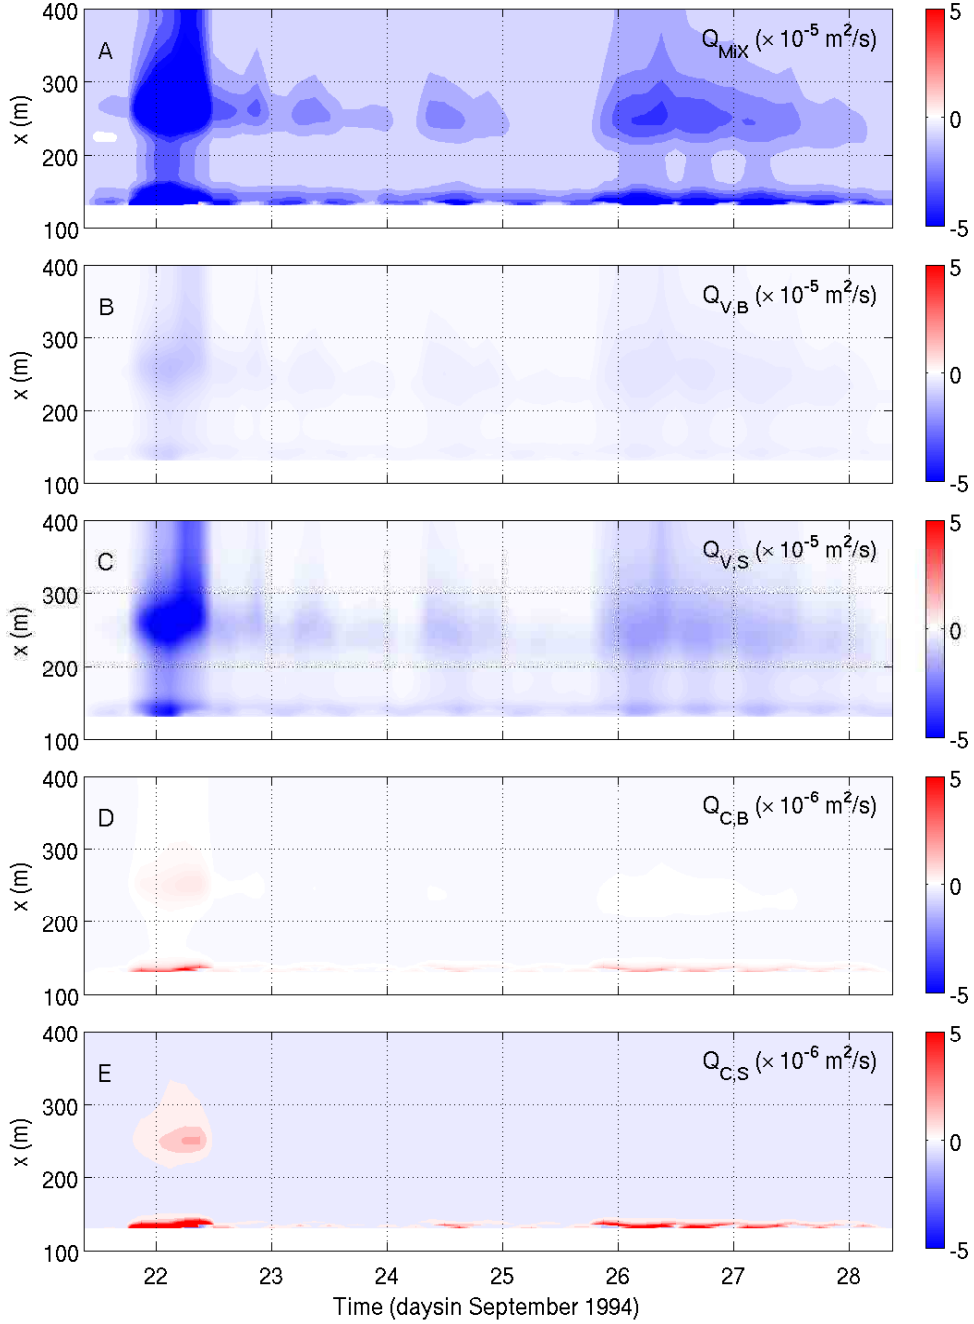 400
300
200
100
x (m)
A
Q_MiX (× 10^-5 m^2/s)
5
0
-5
400
300
200
100
x (m)
B
Q_V,B (× 10^-5 m^2/s)
5
0
-5
400
300
200
100
x (m)
C
Q_V,S (× 10^-5 m^2/s)
5
0
-5
400
300
200
100
x (m)
D
Q_C,B (× 10^-6 m^2/s)
5
0
-5
400
300
200
100
x (m)
E
Q_C,S (× 10^-6 m^2/s)
5
0
-5
22 23 24 25 26 27 28
Time (daysin September 1994)